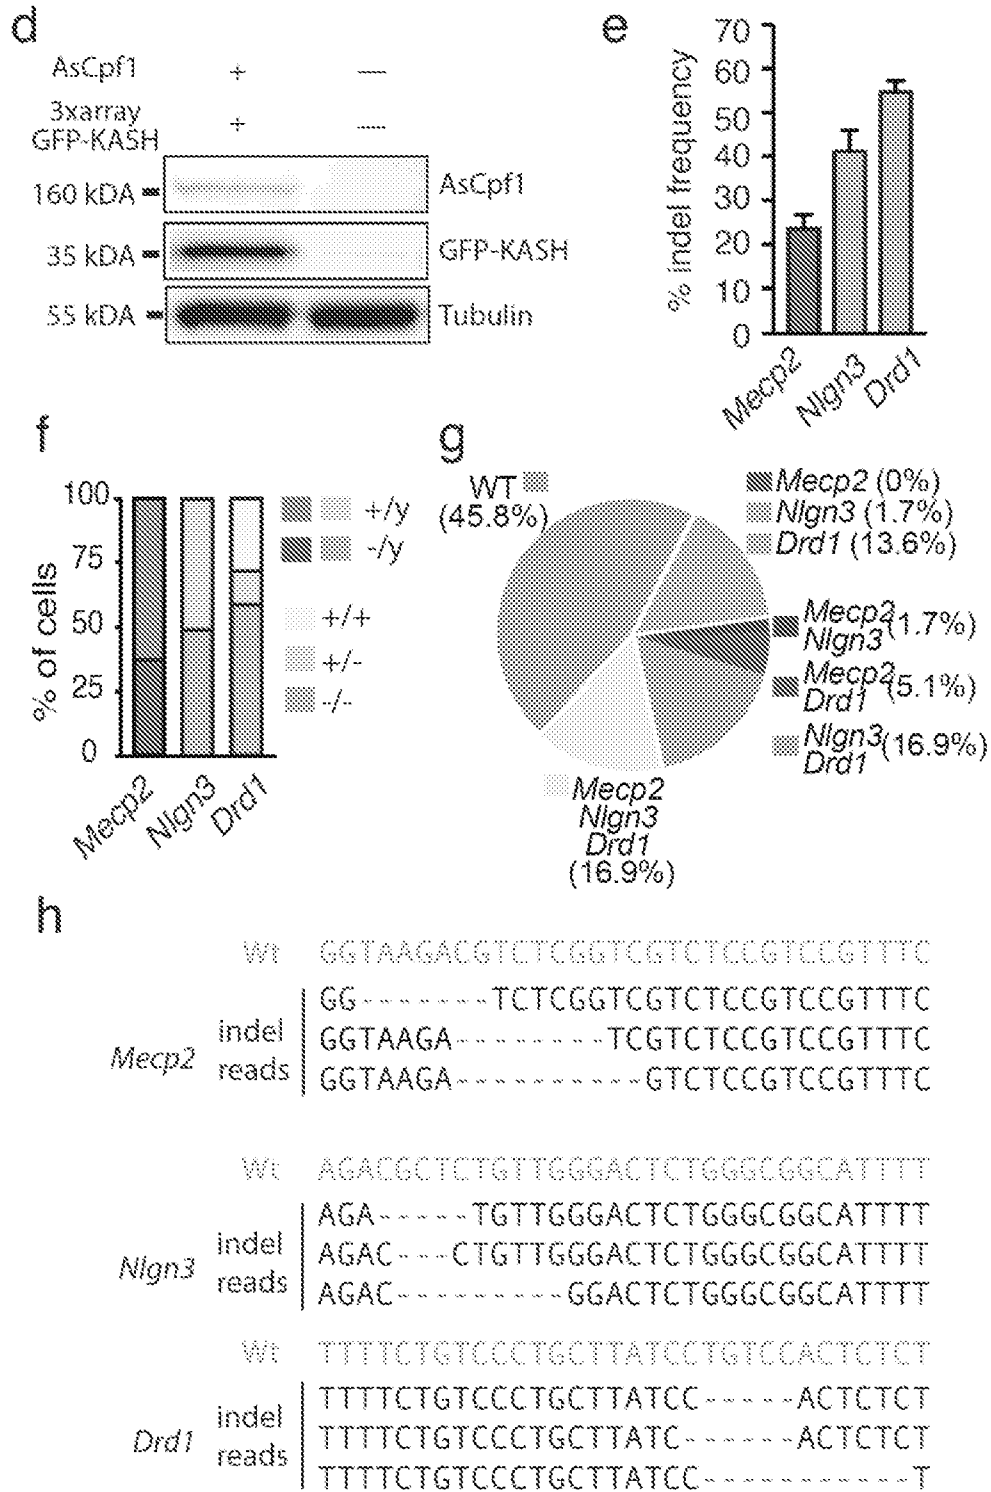 d
AsCpf1 + —
3xarray
GFP-KASH + —
160 kDA AsCpf1
35 kDA GFP-KASH
55 kDA Tubulin
e
% indel frequency
70
60
50
40
30
20
10
0
Mecp2 Nlgn3 Drd1
f
% of cells
100
75
50
25
0
Mecp2 Nlgn3 Drd1
+/y
-/y
+/+
+/-
-/-
g
WT
(45.8%)
Mecp2 (0%)
Nlgn3 (1.7%)
Drd1 (13.6%)
Mecp2
Nlgn3 (1.7%)
Mecp2
Drd1 (5.1%)
Nlgn3
Drd1 (16.9%)
Mecp2
Nlgn3
Drd1
(16.9%)
h
Wt GGTAAGACGTCTCGGTCGTCTCCGTCCGTTTC
Mecp2
indel
reads
GG-------TCTCGGTCGTCTCCGTCCGTTTC
GGTAAGA--------TCGTCTCCGTCCGTTTC
GGTAAGA----------GTCTCCGTCCGTTTC
Wt AGACGCTCTGTTGGGACTCTGGGCGGCATTTT
Nlgn3
indel
reads
AGA-----TGTTGGGACTCTGGGCGGCATTTT
AGAC---CTGTTGGGACTCTGGGCGGCATTTT
AGAC---------GGACTCTGGGCGGCATTTT
Wt TTTTCTGTCCCTGCTTATCCTGTCCACTCTCT
Drd1
indel
reads
TTTTCTGTCCCTGCTTATCC-----ACTCTCT
TTTTCTGTCCCTGCTTATC------ACTCTCT
TTTTCTGTCCCTGCTTATCC-----------T